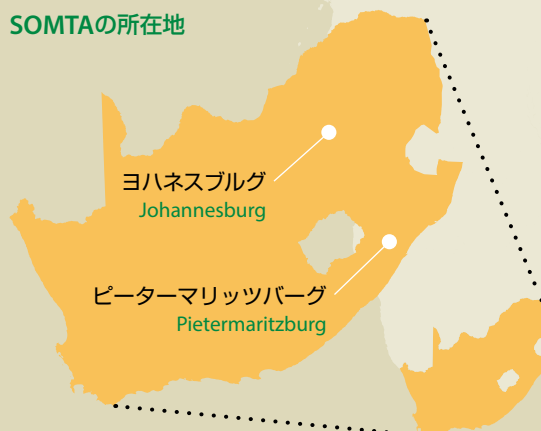 SOMTAの所在地
ヨハネスブルグ
Johannesburg
ピーターマリッツバーグ
Pietermaritzburg